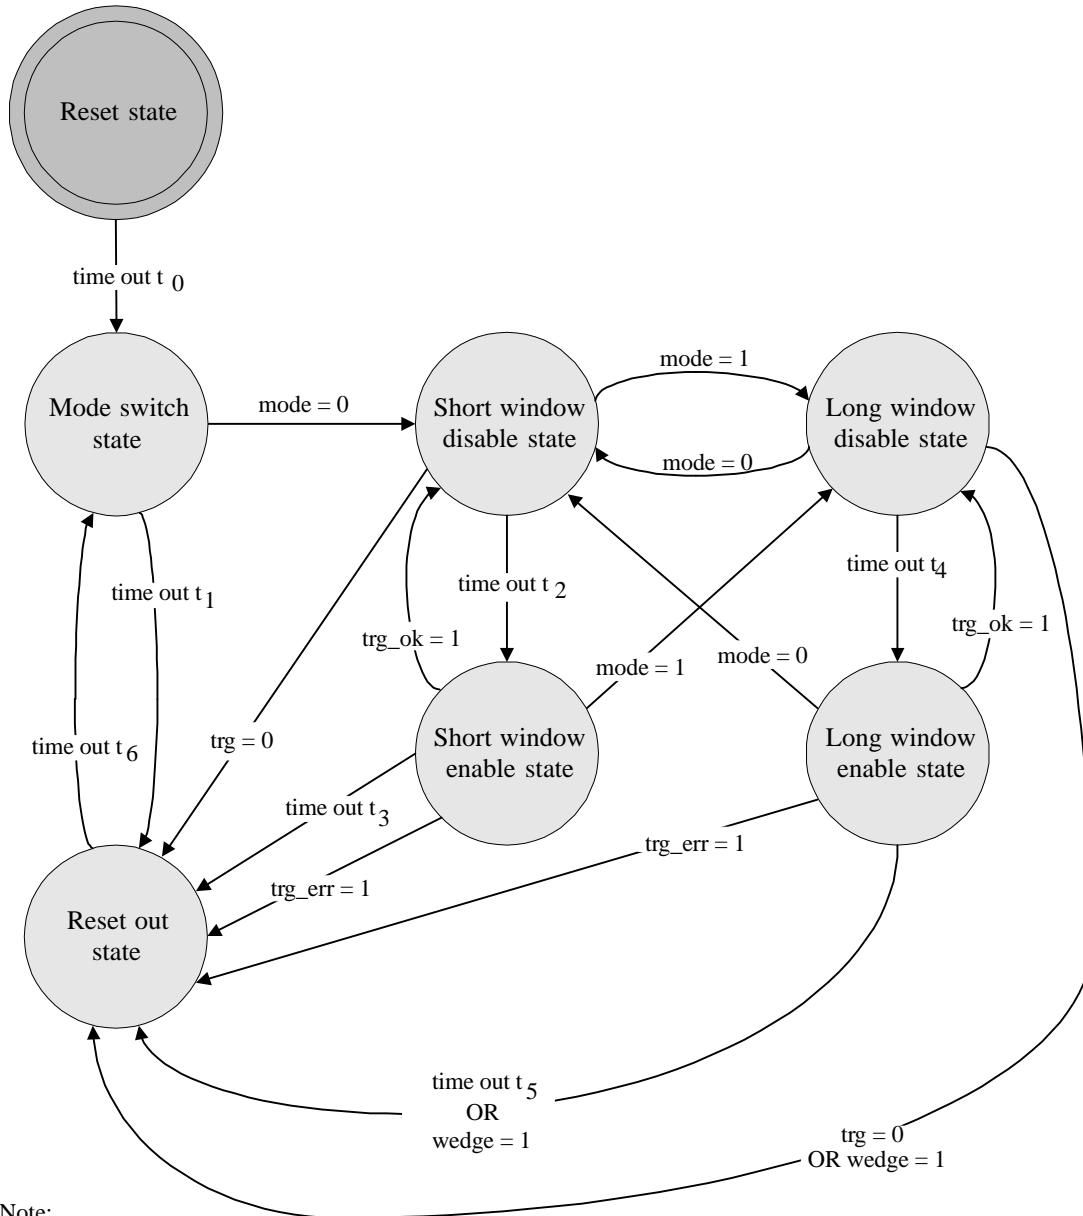 Reset state
time out t 0
Mode switch
state
mode = 0
Short window
disable state
mode = 1
mode = 0
Long window
disable state
time out t1
time out t 2
time out t4
trg_ok = 1
trg_ok = 1
mode = 1
mode = 0
time out t 6
trg = 0
Short window
enable state
Long window
enable state
time out t3
trg_err = 1
trg_err = 1
Reset out
state
time out t 5
OR
wedge = 1
trg = 0
OR wedge = 1
Note: